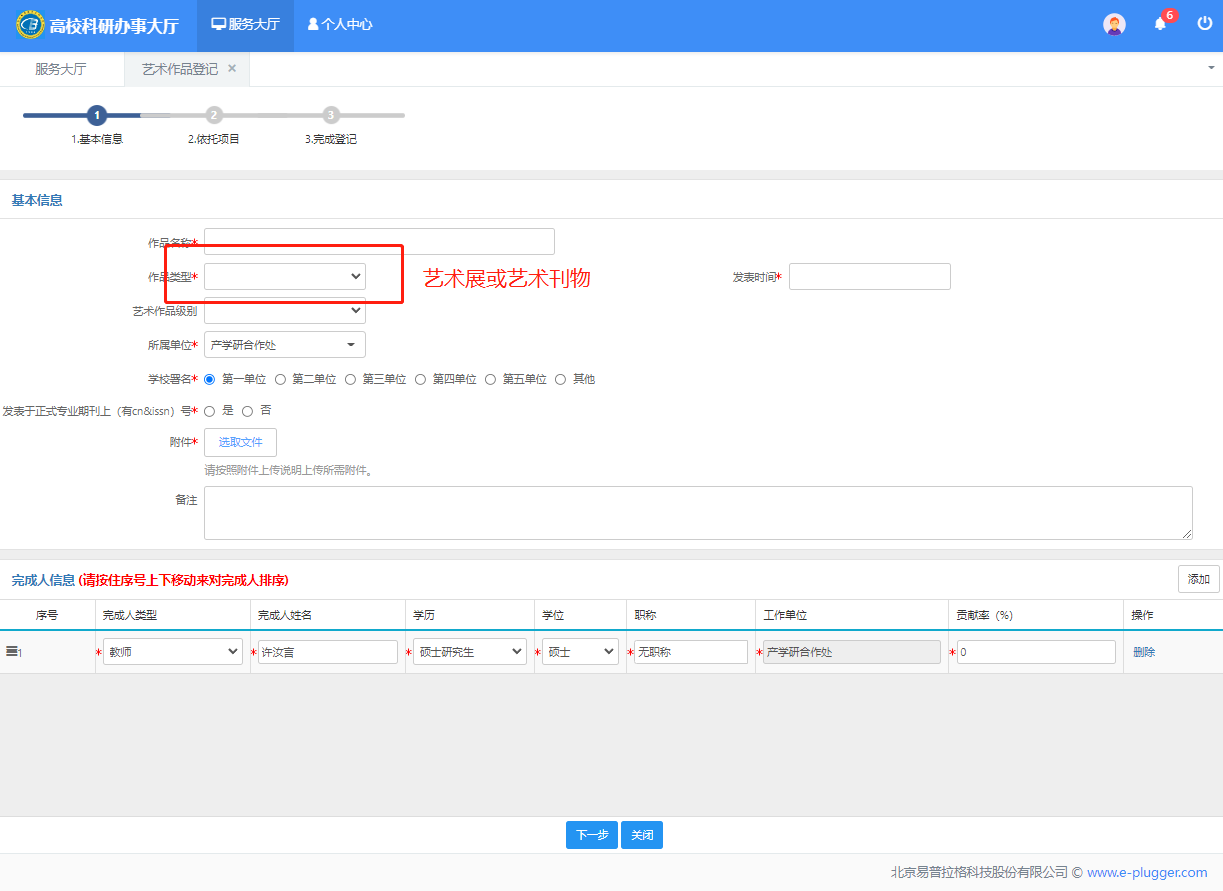 高校科研办事大厅 服务大厅 个人中心 6
服务大厅 艺术作品登记 ×
1 2 3
1.基本信息 2.依托项目 3.完成登记
基本信息
作品名称*
作品类型* 艺术展或艺术刊物 发表时间*
艺术作品级别
所属单位* 产学研合作处
学校署名* 第一单位 第二单位 第三单位 第四单位 第五单位 其他
发表于正式专业期刊上（有cn&issn）号* 是 否
附件* 选取文件
请按照附件上传说明上传所需附件。
备注
完成人信息 (请按住序号上下移动来对完成人排序) 添加
序号 完成人类型 完成人姓名 学历 学位 职称 工作单位 贡献率（%） 操作
1 * 教师 * 许汝言 * 硕士研究生 * 硕士 * 无职称 * 产学研合作处 * 0 删除
下一步 关闭
北京易普拉格科技股份有限公司 © www.e-plugger.com